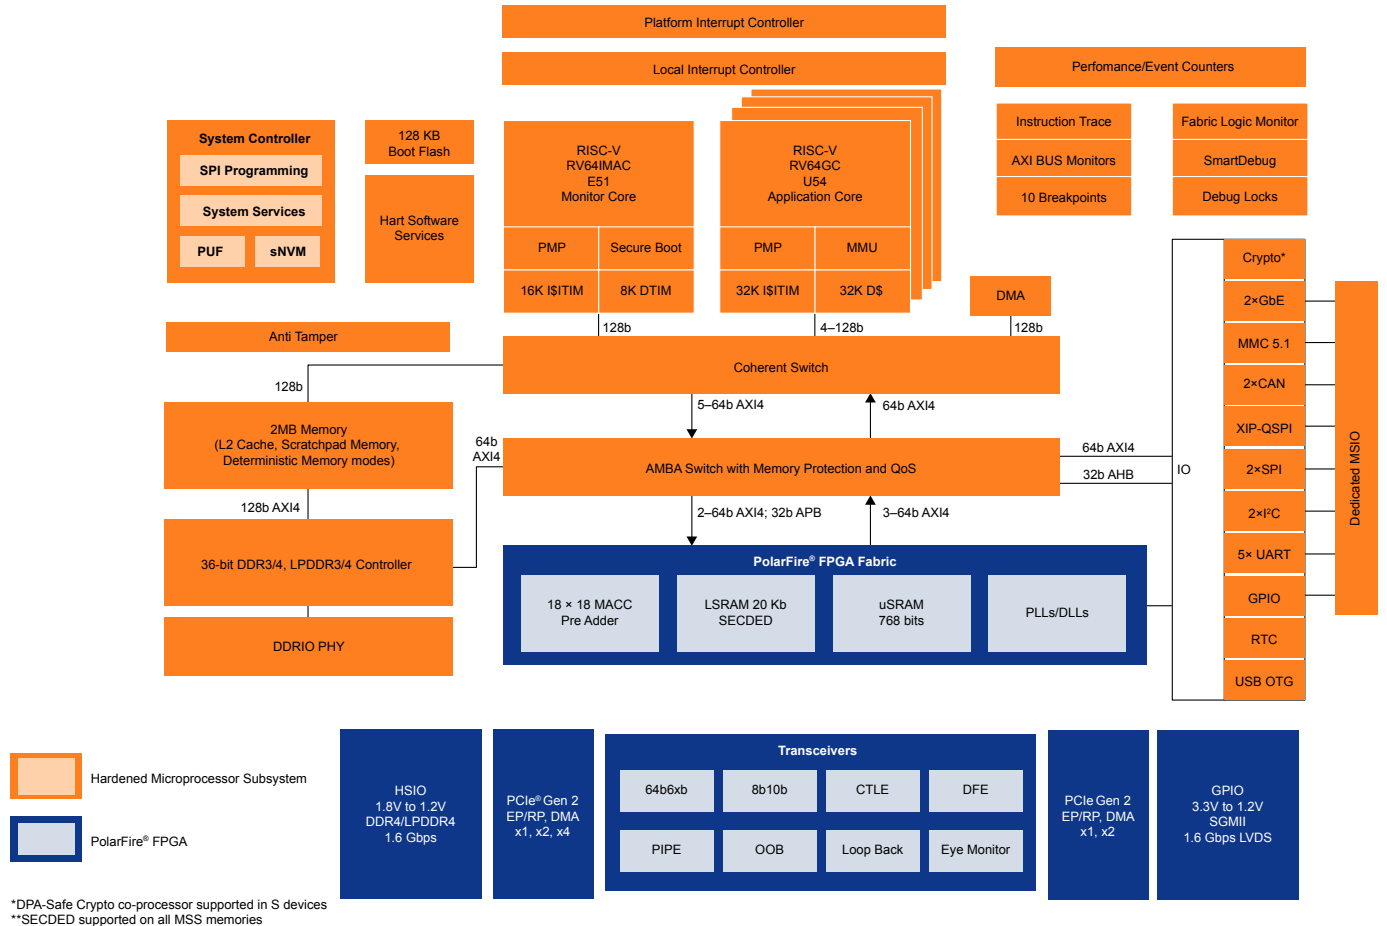 Platform Interrupt Controller
Local Interrupt Controller
Perfomance/Event Counters
Instruction Trace
AXI BUS Monitors
10 Breakpoints
Fabric Logic Monitor
SmartDebug
Debug Locks
System Controller
SPI Programming
System Services
PUF
sNVM
128 KB
Boot Flash
Hart Software
Services
RISC-V
RV64IMAC
E51
Monitor Core
PMP
Secure Boot
16K I$ITIM
8K DTIM
RISC-V
RV64GC
U54
Application Core
PMP
MMU
32K I$ITIM
32K D$
DMA
128b
4–128b
128b
Anti Tamper
Coherent Switch
128b
5–64b AXI4
64b AXI4
2MB Memory
(L2 Cache, Scratchpad Memory,
Deterministic Memory modes)
64b
AXI4
AMBA Switch with Memory Protection and QoS
64b AXI4
32b AHB
IO
128b AXI4
2–64b AXI4; 32b APB
3–64b AXI4
36-bit DDR3/4, LPDDR3/4 Controller
DDRIO PHY
PolarFire® FPGA Fabric
18 × 18 MACC
Pre Adder
LSRAM 20 Kb
SECDED
uSRAM
768 bits
PLLs/DLLs
Crypto*
2×GbE
MMC 5.1
2×CAN
XIP-QSPI
2×SPI
2×I²C
5× UART
GPIO
RTC
USB OTG
Dedicated MSIO
Hardened Microprocessor Subsystem
PolarFire® FPGA
HSIO
1.8V to 1.2V
DDR4/LPDDR4
1.6 Gbps
PCIe® Gen 2
EP/RP, DMA
x1, x2, x4
Transceivers
64b6xb
8b10b
CTLE
DFE
PIPE
OOB
Loop Back
Eye Monitor
PCIe Gen 2
EP/RP, DMA
x1, x2
GPIO
3.3V to 1.2V
SGMII
1.6 Gbps LVDS
*DPA-Safe Crypto co-processor supported in S devices
**SECDED supported on all MSS memories